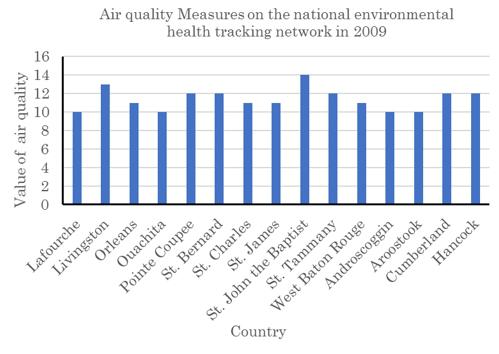 Air quality Measures on the national environmental
health tracking network in 2009
Value of air quality
16
14
12
10
8
6
4
2
0
Lafourche
Livingston
Orleans
Ouachita
Pointe Coupee
St. Bernard
St. Charles
St. James
St. John the Baptist
St. Tammany
West Baton Rouge
Androscoggin
Aroostook
Cumberland
Hancock
Country